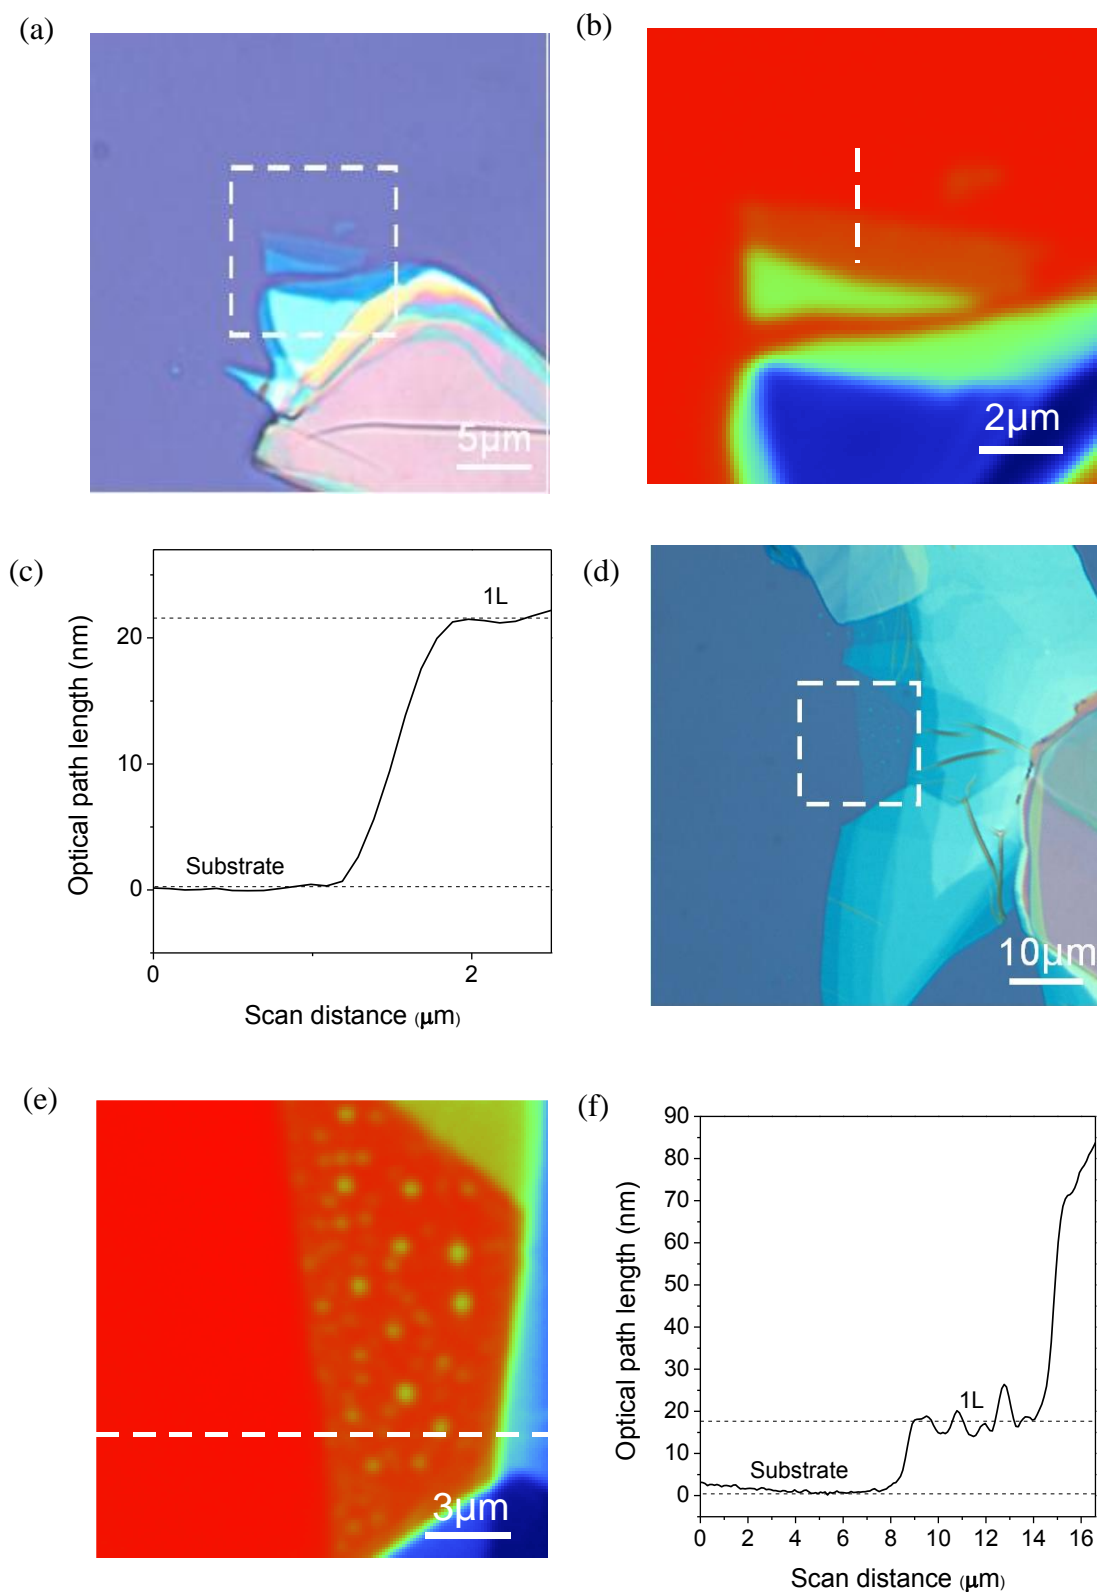 (a)
5μm
(b)
2μm
(c)
Optical path length (nm)
20
10
0
1L
Substrate
0
2
Scan distance (μm)
(d)
10μm
(e)
3μm
(f)
Optical path length (nm)
90
80
70
60
50
40
30
20
10
0
1L
Substrate
0 2 4 6 8 10 12 14 16
Scan distance (μm)